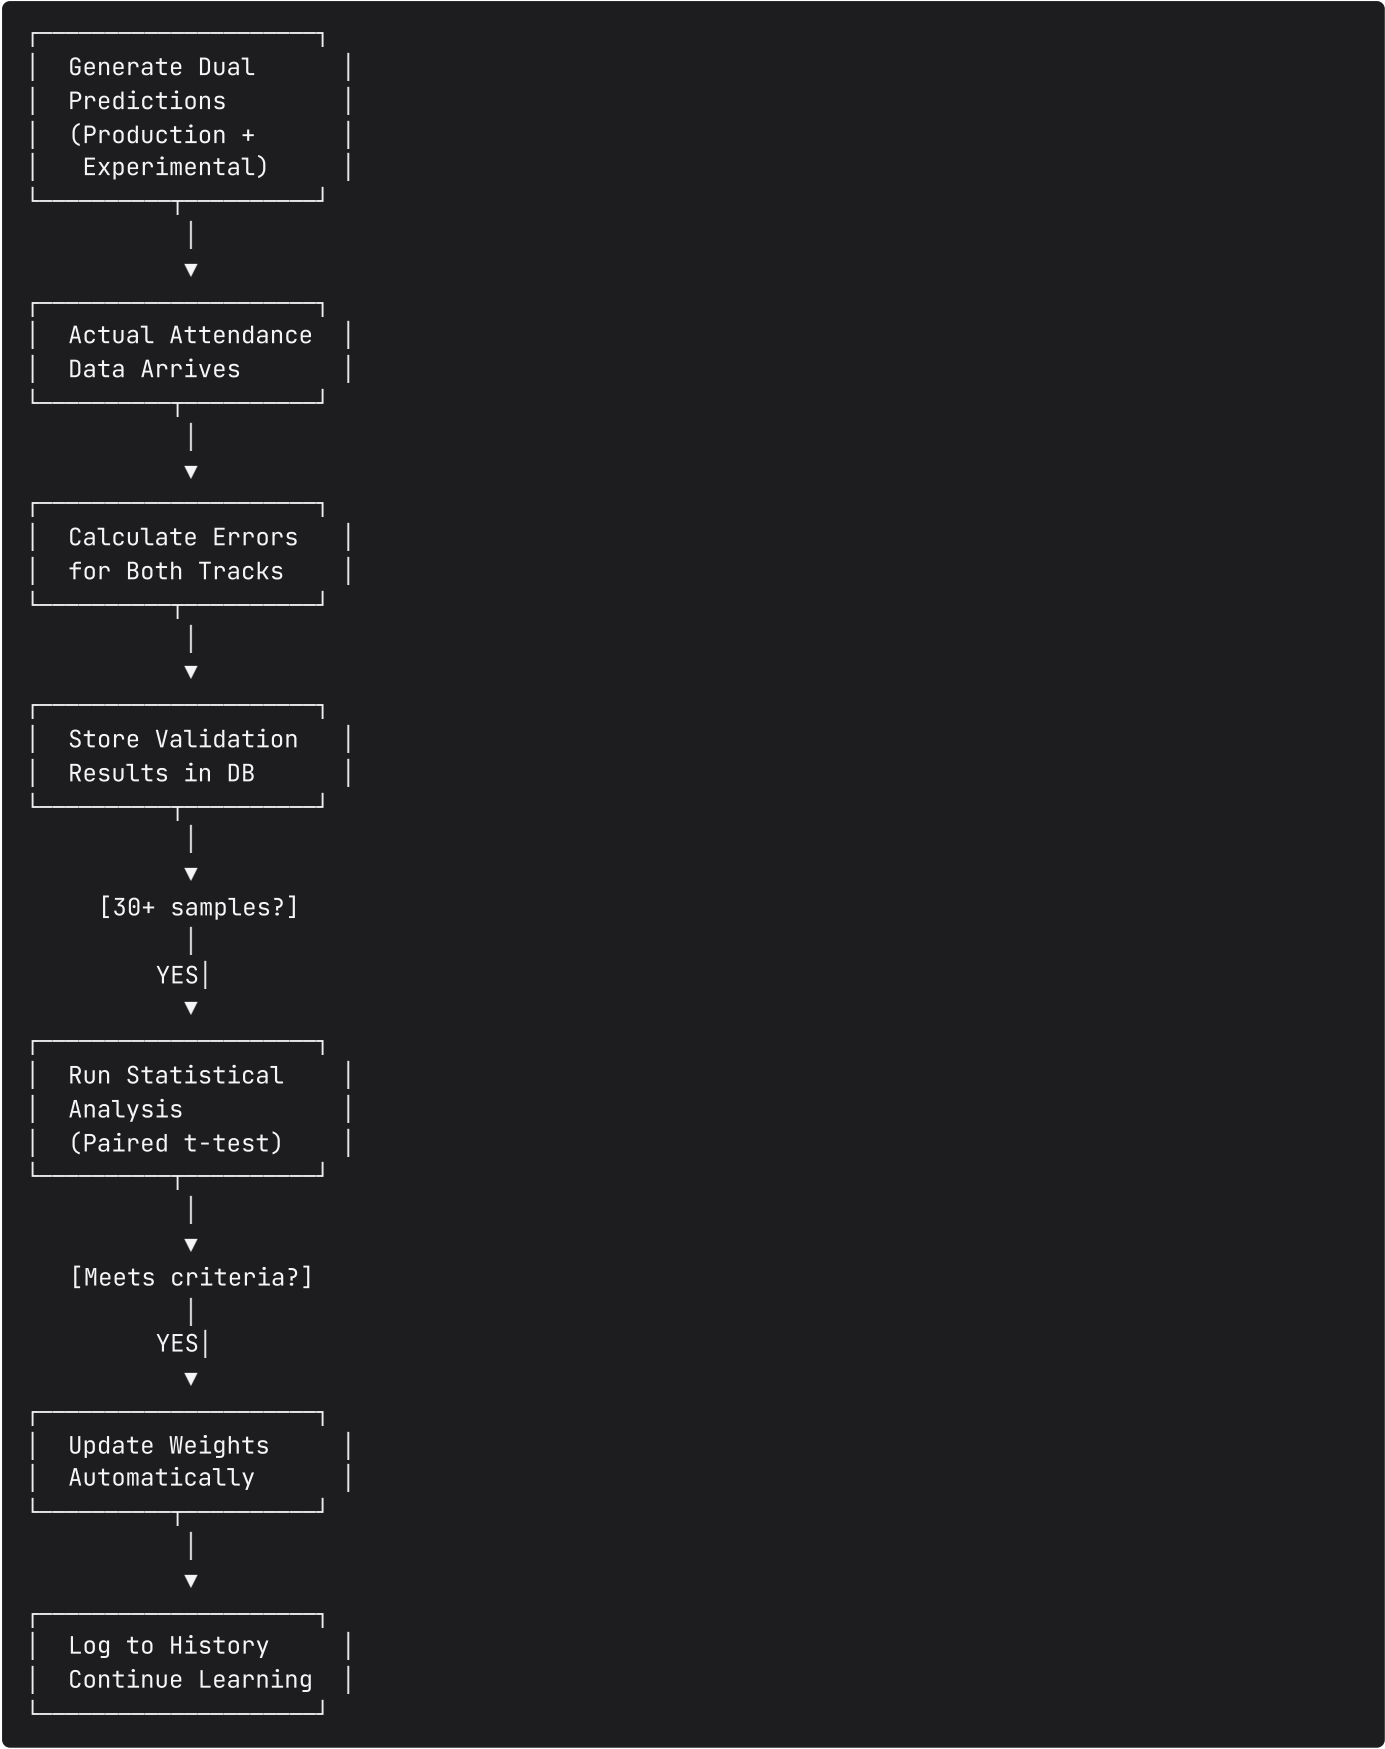 Generate Dual
Predictions
(Production +
Experimental)
▼
Actual Attendance
Data Arrives
▼
Calculate Errors
for Both Tracks
▼
Store Validation
Results in DB
▼
[30+ samples?]
YES
▼
Run Statistical
Analysis
(Paired t-test)
▼
[Meets criteria?]
YES
▼
Update Weights
Automatically
▼
Log to History
Continue Learning